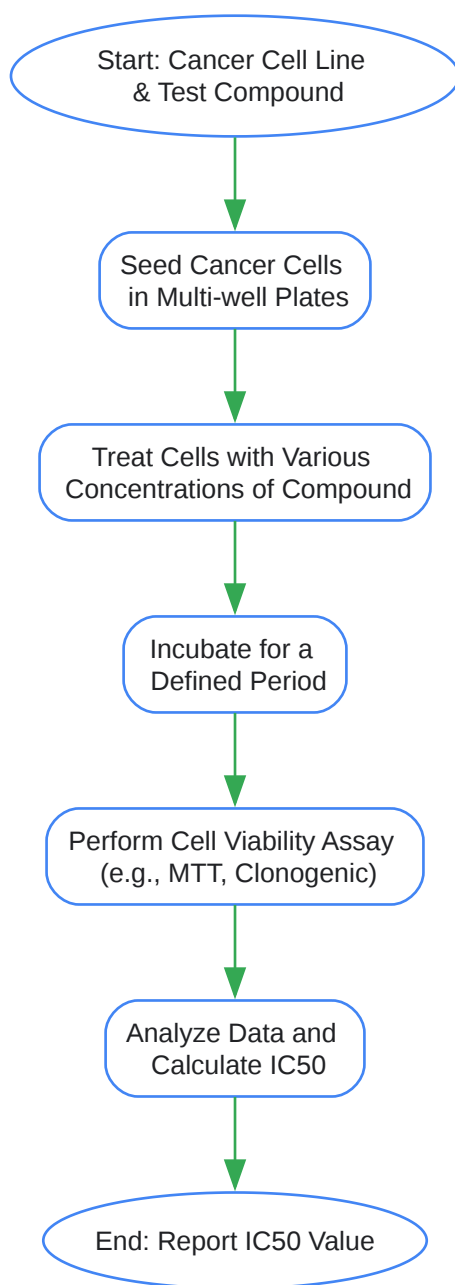 Start: Cancer Cell Line
& Test Compound
Seed Cancer Cells
in Multi-well Plates
Treat Cells with Various
Concentrations of Compound
Incubate for a
Defined Period
Perform Cell Viability Assay
(e.g., MTT, Clonogenic)
Analyze Data and
Calculate IC50
End: Report IC50 Value